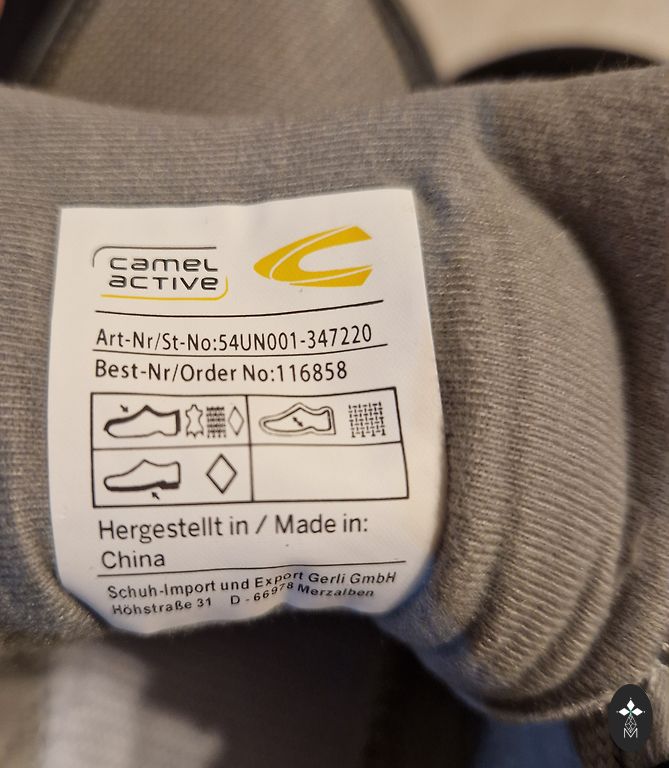 camel
active
Art-Nr/St-No:54UN001-347220
Best-Nr/Order No:116858
Hergestellt in / Made in:
China
Schuh-Import und Export Gerli GmbH
Höhstraße 31 D - 66978 Merzalben
M